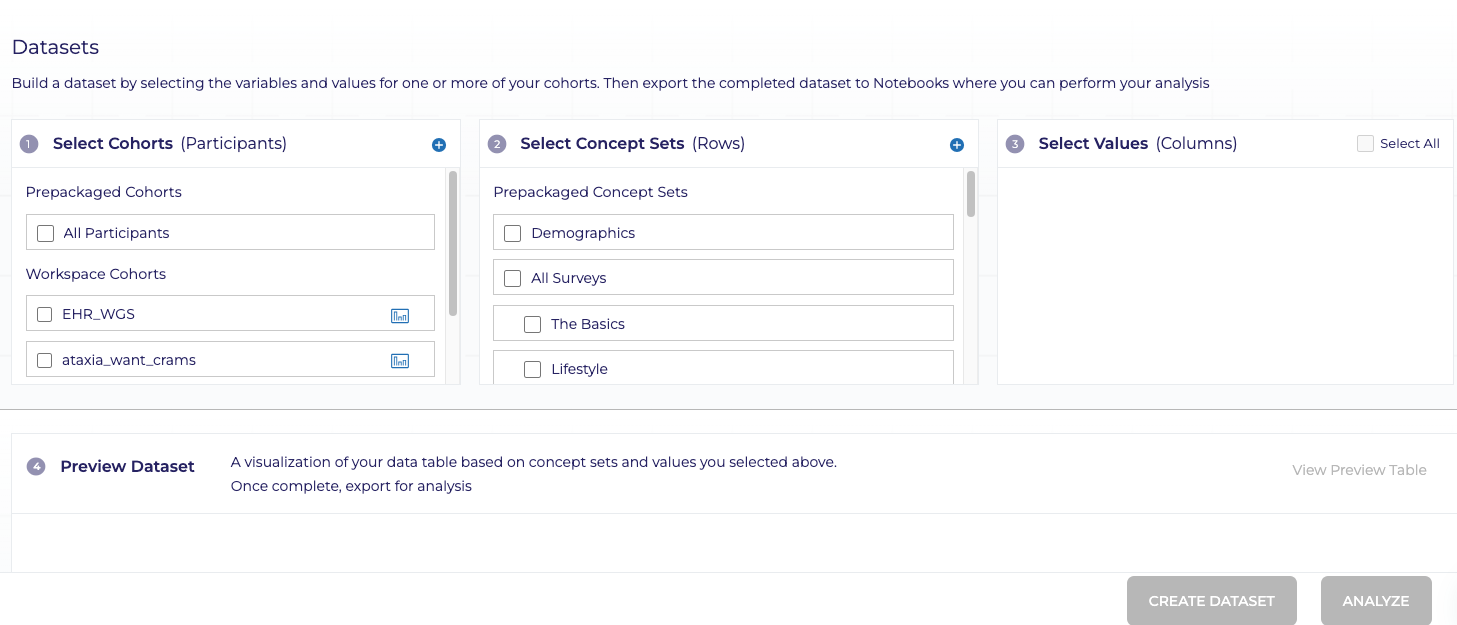 Datasets
Build a dataset by selecting the variables and values for one or more of your cohorts. Then export the completed dataset to Notebooks where you can perform your analysis
1 Select Cohorts (Participants)
Prepackaged Cohorts
All Participants
Workspace Cohorts
EHR_WGS
ataxia_want_crams
2 Select Concept Sets (Rows)
Prepackaged Concept Sets
Demographics
All Surveys
The Basics
Lifestyle
3 Select Values (Columns)
Select All
4 Preview Dataset
A visualization of your data table based on concept sets and values you selected above.
Once complete, export for analysis
View Preview Table
CREATE DATASET
ANALYZE